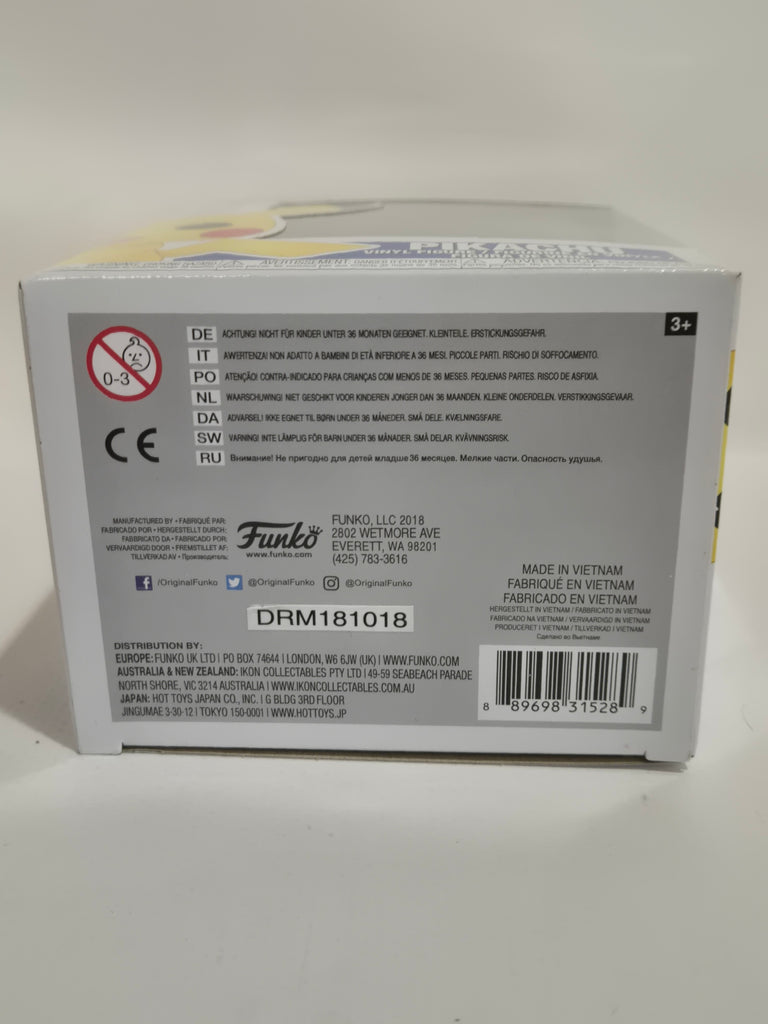 PIKACHU
3+
0-3
DE ACHTUNG! NICHT FÜR KINDER UNTER 36 MONATEN GEEIGNET. KLEINTEILE. ERSTICKUNGSGEFAHR.
IT AVVERTENZA! NON ADATTO A BAMBINI DI ETÀ INFERIORE A 36 MESI. PICCOLE PARTI. RISCHIO DI SOFFOCAMENTO.
PO ATENÇÃO! CONTRA-INDICADO PARA CRIANÇAS COM MENOS DE 36 MESES. PEQUENAS PARTES. RISCO DE ASFIXIA.
NL WAARSCHUWING! NIET GESCHIKT VOOR KINDEREN JONGER DAN 36 MAANDEN. KLEINE ONDERDELEN. VERSTIKKINGSGEVAAR.
DA ADVARSEL! IKKE EGNET TIL BØRN UNDER 36 MÅNEDER. SMÅ DELE. KVÆLNINGSFARE.
SW VARNING! INTE LÄMPLIG FÖR BARN UNDER 36 MÅNADER. SMÅ DELAR. KVÄVNINGSRISK.
RU Внимание! Не пригодно для детей младше 36 месяцев. Мелкие части. Опасность удушья.
CE
MANUFACTURED BY • FABRIQUÉ PAR:
FABRICADO POR • HERGESTELLT DURCH:
FABBRICATO DA • FABRICADO POR:
VERVAARDIGD DOOR • FREMSTILLET AF:
TILLVERKAD AV • Производитель:
Funko
www.funko.com
FUNKO, LLC 2018
2802 WETMORE AVE
EVERETT, WA 98201
(425) 783-3616
/OriginalFunko @OriginalFunko @OriginalFunko
DRM181018
MADE IN VIETNAM
FABRIQUÉ EN VIETNAM
FABRICADO EN VIETNAM
HERGESTELLT IN VIETNAM / FABBRICATO IN VIETNAM
FABRICADO NA VIETNAM / VERVAARDIGD IN VIETNAM
PRODUCERET I VIETNAM / TILLVERKAD I VIETNAM
Сделано во Вьетнаме
DISTRIBUTION BY:
EUROPE: FUNKO UK LTD | PO BOX 74644 | LONDON, W6 6JW (UK) | WWW.FUNKO.COM
AUSTRALIA & NEW ZEALAND: IKON COLLECTABLES PTY LTD | 49-59 SEABEACH PARADE
NORTH SHORE, VIC 3214 AUSTRALIA | WWW.IKONCOLLECTABLES.COM.AU
JAPAN: HOT TOYS JAPAN CO., INC. | G BLDG 3RD FLOOR
JINGUMAE 3-30-12 | TOKYO 150-0001 | WWW.HOTTOYS.JP
8 89698 31528 9